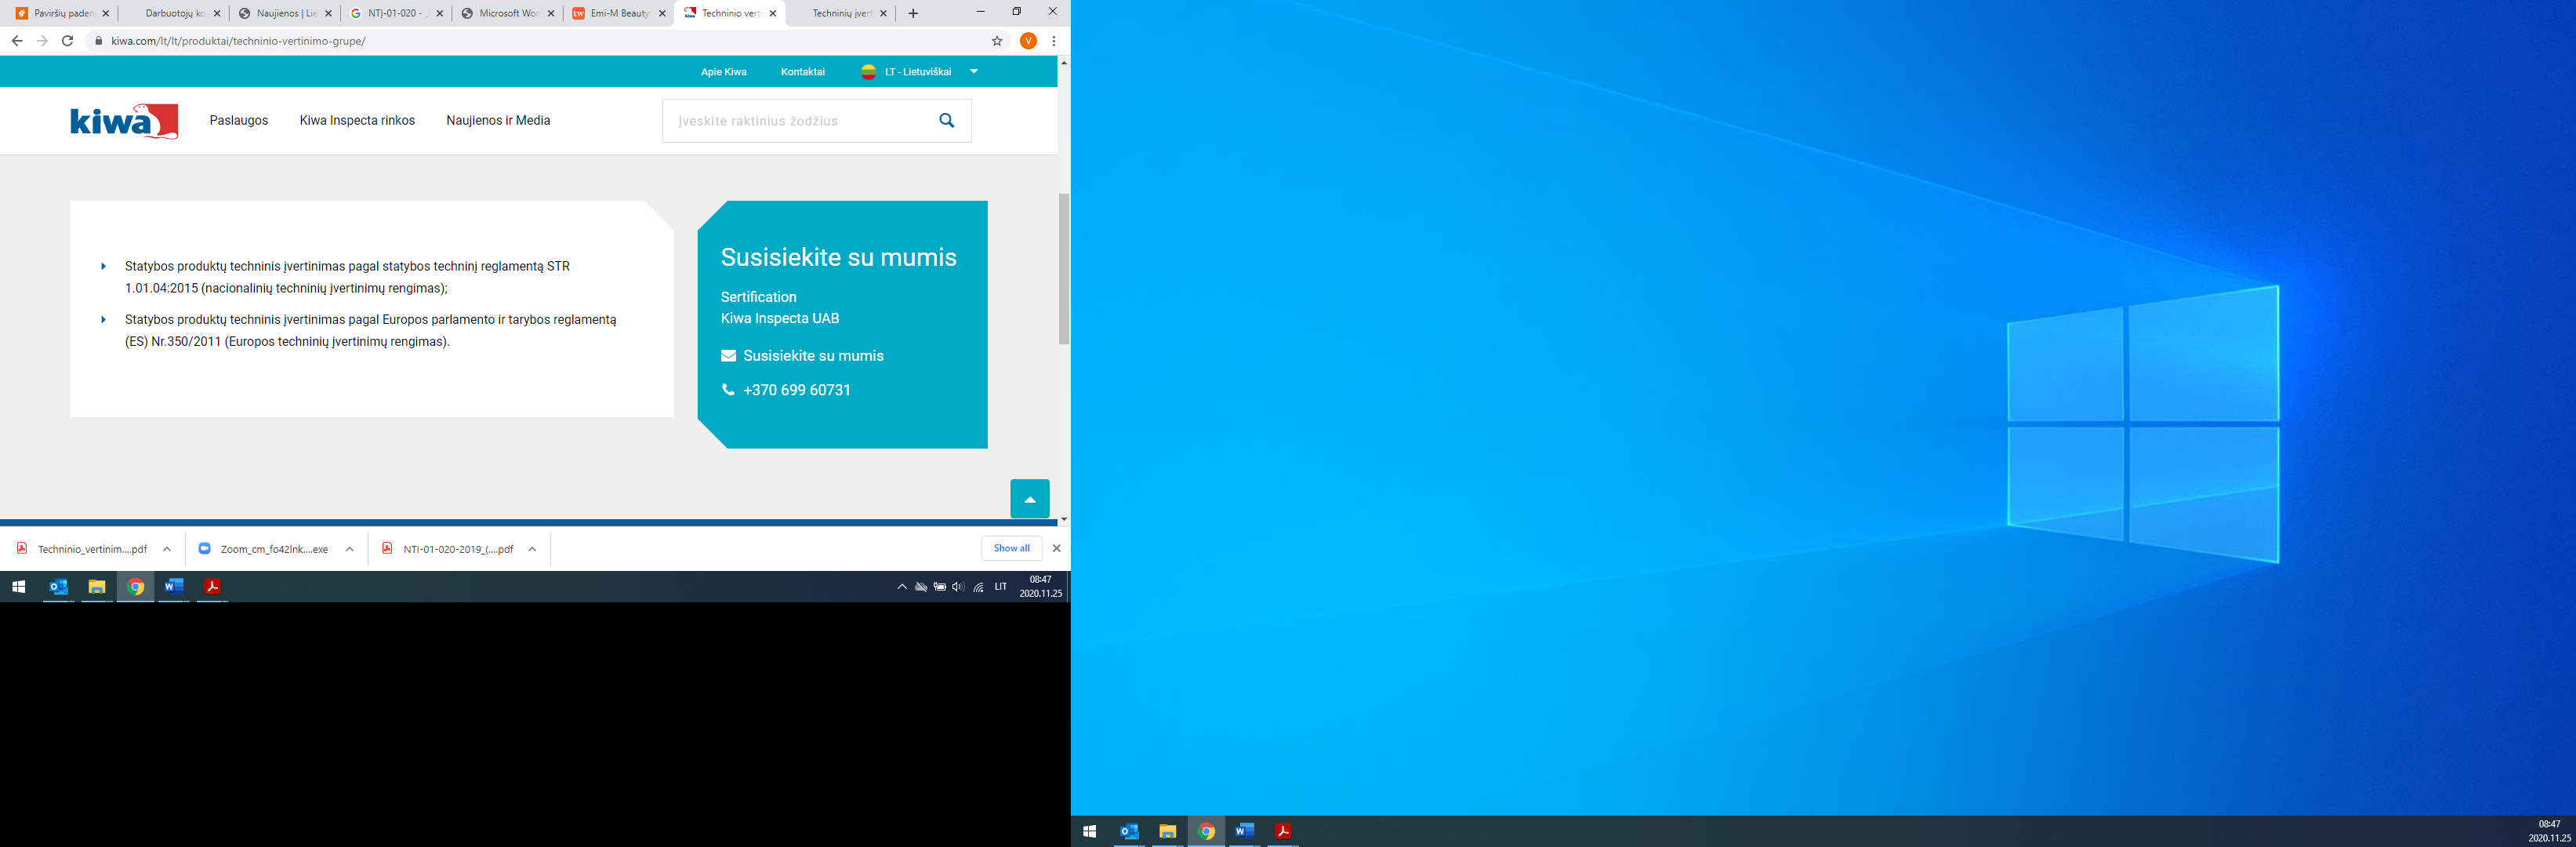 Paviršių paden
Darbuotojų ko
Naujienos | Lie
NTĮ-01-020 -
Microsoft Wor
Emi-M Beauty
Techninio vert
Techninių įvert
kiwa.com/lt/lt/produktai/techninio-vertinimo-grupe/
V
Apie Kiwa
Kontaktai
LT - Lietuviškai
kiwa
Paslaugos
Kiwa Inspecta rinkos
Naujienos ir Media
Įveskite raktinius žodžius
Statybos produktų techninis įvertinimas pagal statybos techninį reglamentą STR
1.01.04:2015 (nacionalinių techninių įvertinimų rengimas);
Statybos produktų techninis įvertinimas pagal Europos parlamento ir tarybos reglamentą
(ES) Nr.350/2011 (Europos techninių įvertinimų rengimas).
Susisiekite su mumis
Sertification
Kiwa Inspecta UAB
Susisiekite su mumis
+370 699 60731
Techninio_vertinim....pdf
Zoom_cm_fo42lnk....exe
NTI-01-020-2019_(....pdf
Show all
LIT
08:47
2020.11.25
08:47
2020.11.25